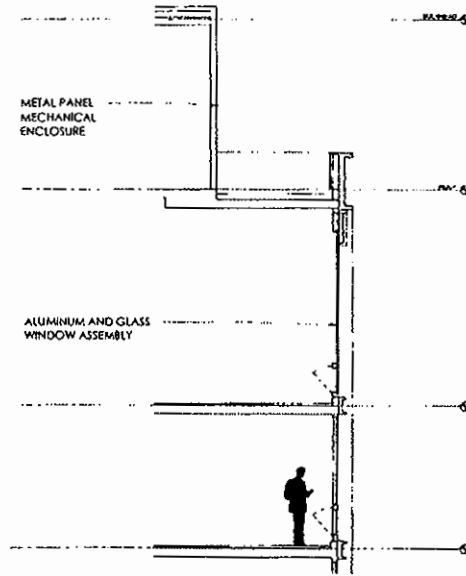 METAL PANEL
MECHANICAL
ENCLOSURE
ALUMINUM AND GLASS
WINDOW ASSEMBLY